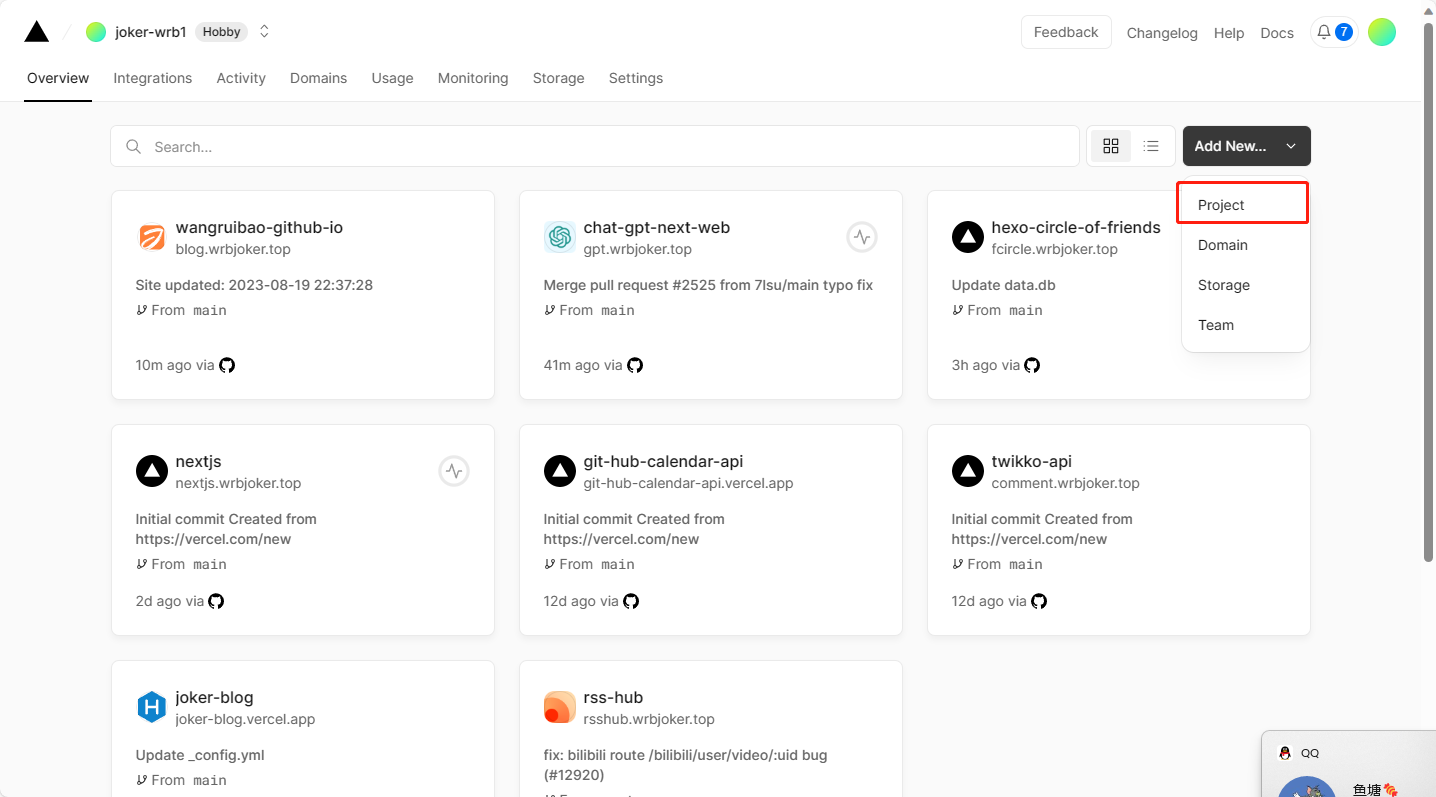 joker-wrb1 Hobby Feedback Changelog Help Docs 7
Overview Integrations Activity Domains Usage Monitoring Storage Settings
Search... Add New...
Project
Domain
Storage
Team
wangruibao-github-io
blog.wrbjoker.top
Site updated: 2023-08-19 22:37:28
From main
10m ago via
chat-gpt-next-web
gpt.wrbjoker.top
Merge pull request #2525 from 7lsu/main typo fix
From main
41m ago via
hexo-circle-of-friends
fcircle.wrbjoker.top
Update data.db
From main
3h ago via
nextjs
nextjs.wrbjoker.top
Initial commit Created from
https://vercel.com/new
From main
2d ago via
git-hub-calendar-api
git-hub-calendar-api.vercel.app
Initial commit Created from
https://vercel.com/new
From main
12d ago via
twikko-api
comment.wrbjoker.top
Initial commit Created from
https://vercel.com/new
From main
12d ago via
H
joker-blog
joker-blog.vercel.app
Update _config.yml
From main
rss-hub
rsshub.wrbjoker.top
fix: bilibili route /bilibili/user/video/:uid bug
(#12920)
QQ
鱼塘